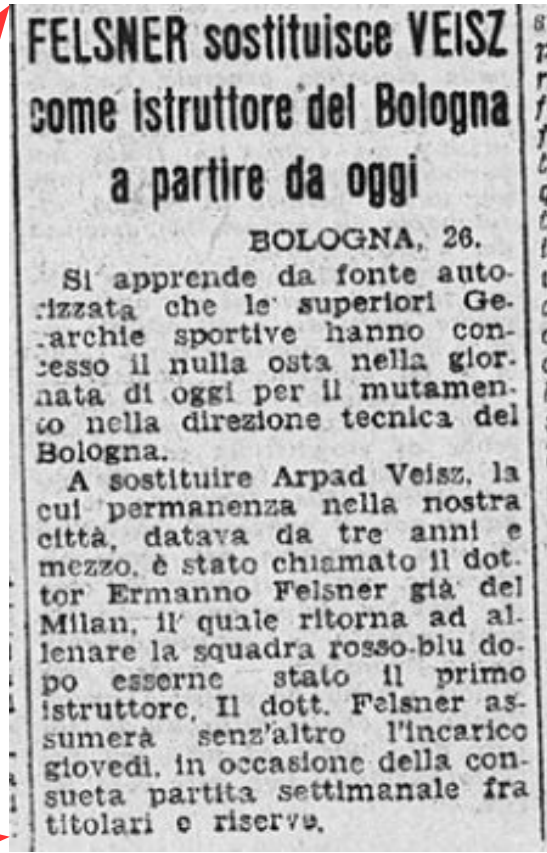 FELSNER sostituisce VEISZ
come istruttore del Bologna
a partire da oggi
BOLOGNA, 26.
Si apprende da fonte auto-
rizzata che le superiori Ge-
rarchie sportive hanno con-
cesso il nulla osta nella gior-
nata di oggi per il mutamen-
to nella direzione tecnica del
Bologna.
A sostituire Arpad Veisz, la
cui permanenza nella nostra
città, datava da tre anni e
mezzo, è stato chiamato il dot-
tor Ermanno Felsner già del
Milan, il quale ritorna ad al-
lenare la squadra rosso-blu do-
po esserne stato il primo
istruttore. Il dott. Felsner as-
sumerà senz'altro l'incarico
giovedì, in occasione della con-
sueta partita settimanale fra
titolari e riserve.